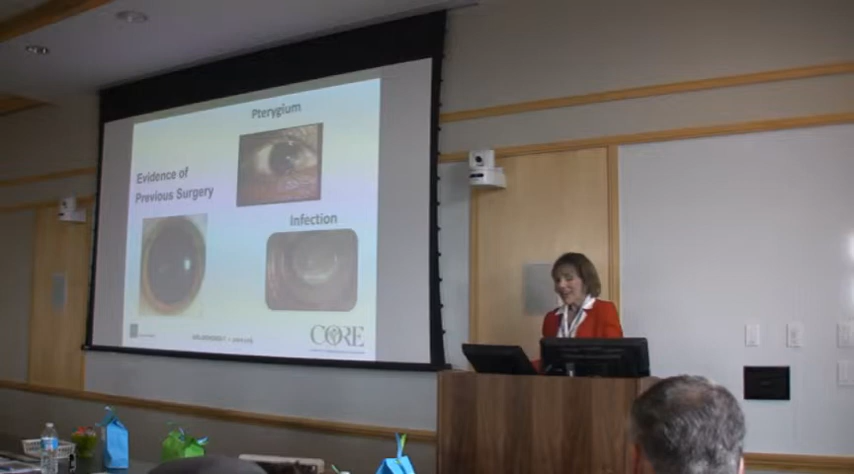 Pterygium
Evidence of
Previous Surgery
Infection
CORE